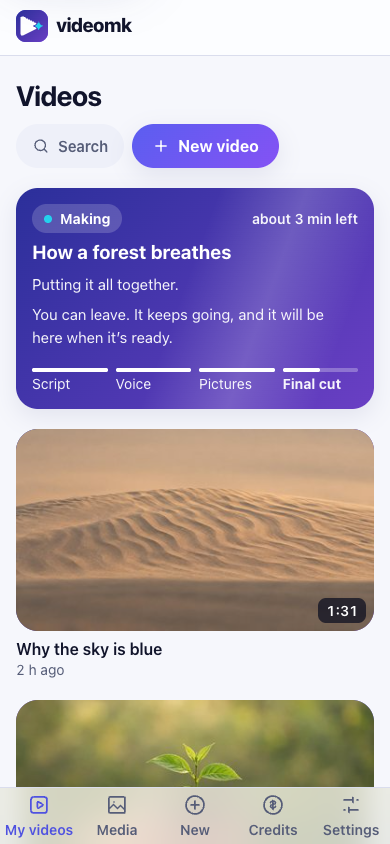 videomk
Videos
Search
New video
Making
about 3 min left
How a forest breathes
Putting it all together.
You can leave. It keeps going, and it will be
here when it’s ready.
Script
Voice
Pictures
Final cut
1:31
Why the sky is blue
2 h ago
My videos
Media
New
Credits
Settings